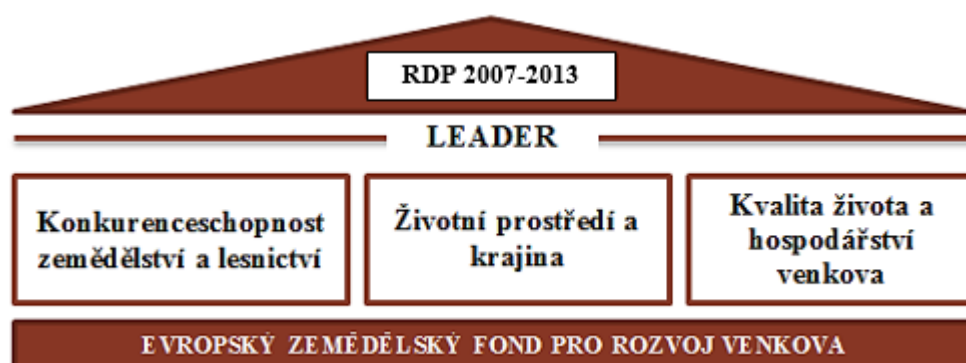 RDP 2007-2013
LEADER
Konkurenceschopnost
zemědělství a lesnictví
Životní prostředí a
krajina
Kvalita života a
hospodářství
venkova
EVROPSKÝ ZEMĚDĚLSKÝ FOND PRO ROZVOJ VENKOVA